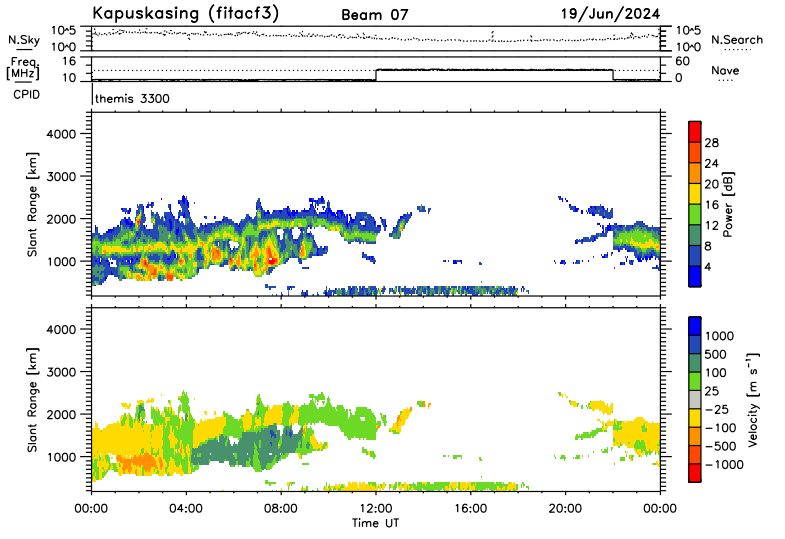 Kapuskasing (fitacf3) Beam 07 19/Jun/2024
N.Sky 10^5 10^0 10^5 10^0 N.Search
Freq. [MHz] 16 10 60 0 Nave
CPID themis 3300
Slant Range [km] 4000 3000 2000 1000
Power [dB] 28 24 20 16 12 8 4
Slant Range [km] 4000 3000 2000 1000
Velocity [m s⁻¹] 1000 500 100 25 −25 −100 −500 −1000
00:00 04:00 08:00 12:00 16:00 20:00 00:00
Time UT